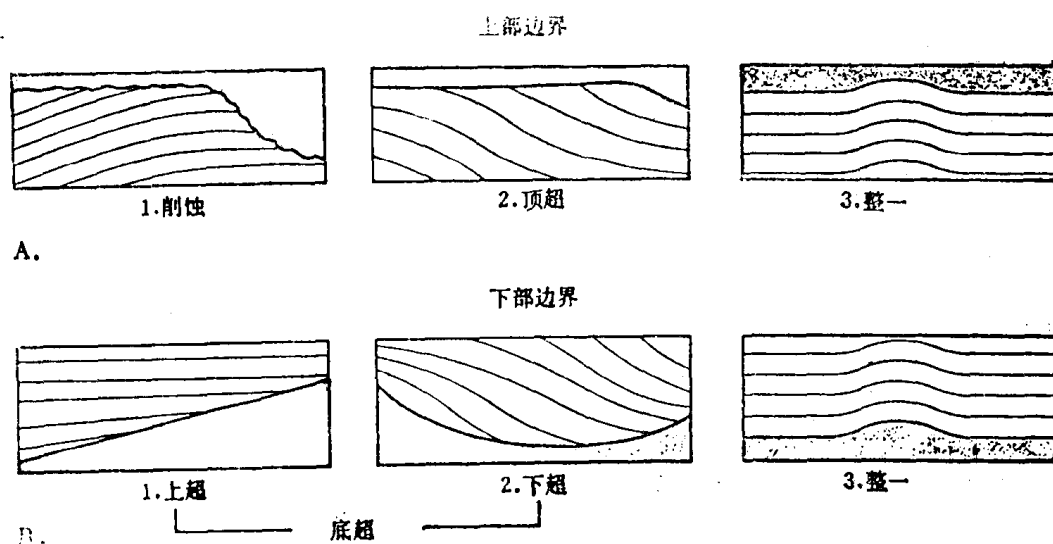 上部边界
1.削蚀
2.顶超
3.整一
A.
下部边界
1.上超
2.下超
3.整一
底超
B.